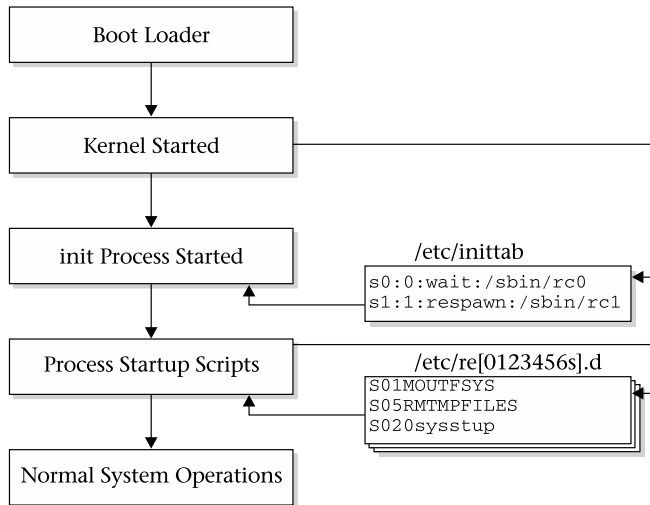 Boot Loader
Kernel Started
init Process Started
/etc/inittab
s0:0:wait:/sbin/rc0
s1:1:respawn:/sbin/rc1
Process Startup Scripts
/etc/re[0123456s].d
S01MOUTFSYS
S05RMTMPFILES
S020sysstup
Normal System Operations